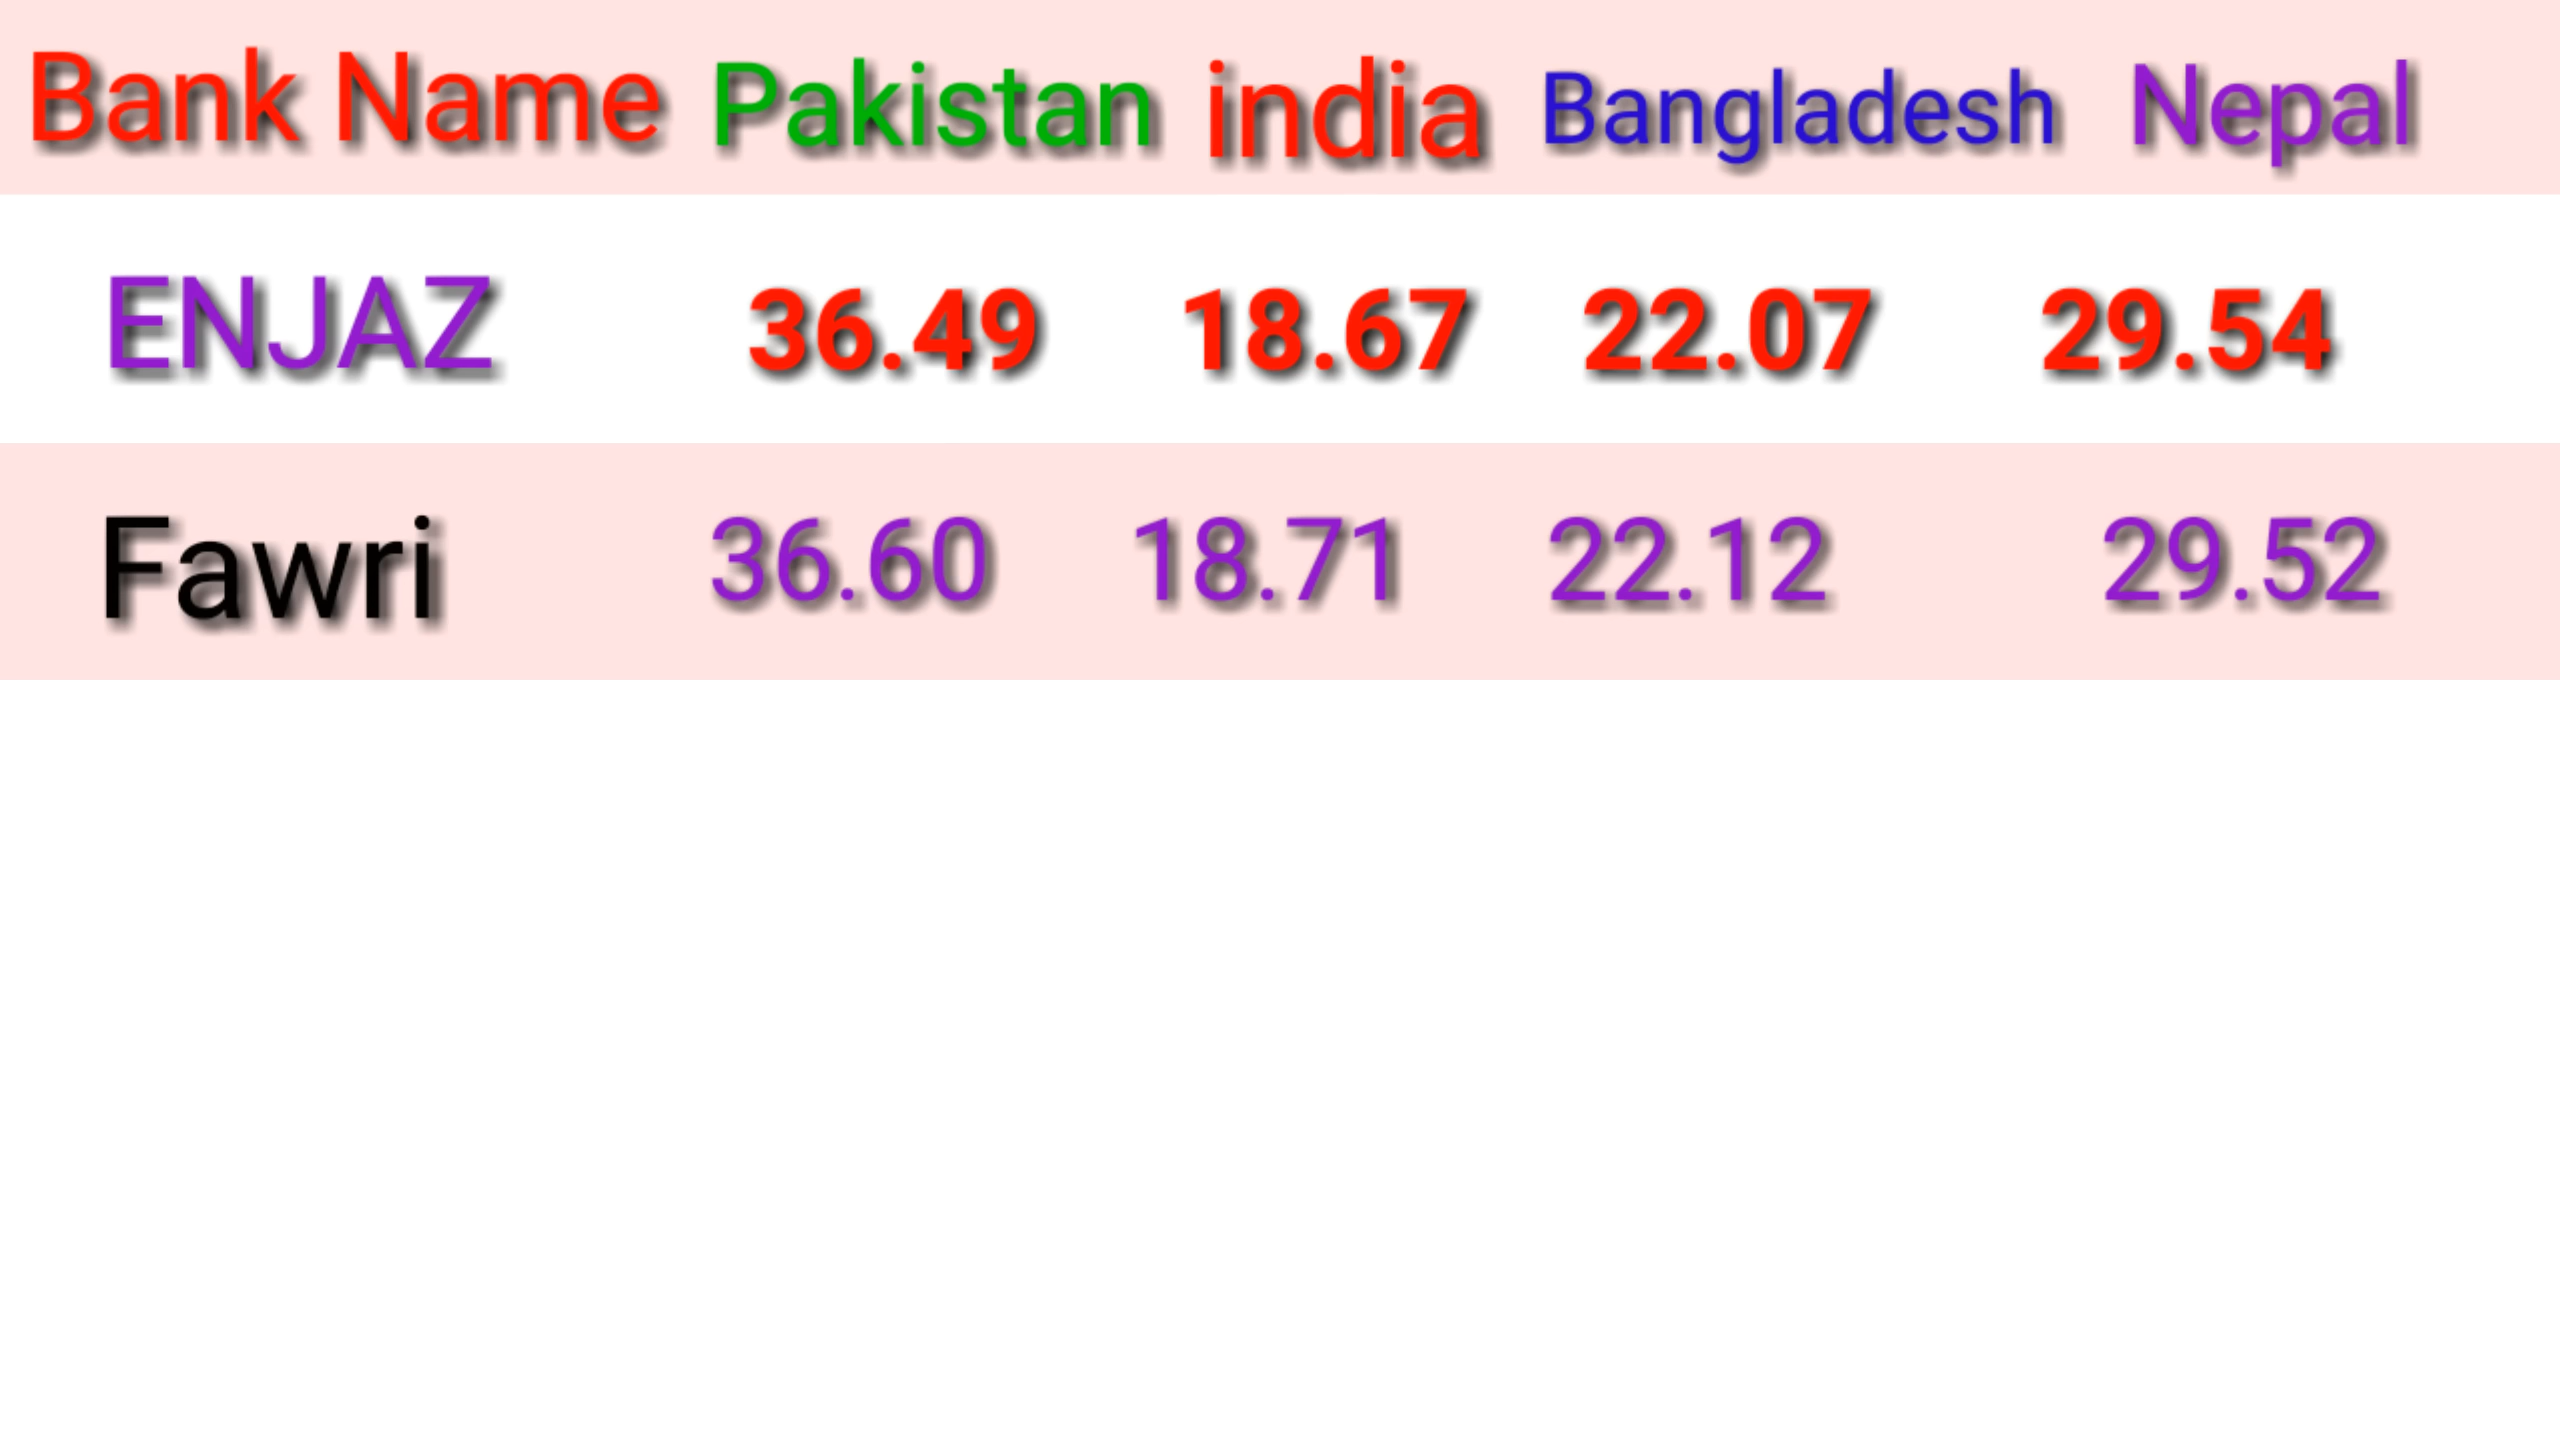 Bank Name Pakistan india Bangladesh Nepal
ENJAZ 36.49 18.67 22.07 29.54
Fawri 36.60 18.71 22.12 29.52